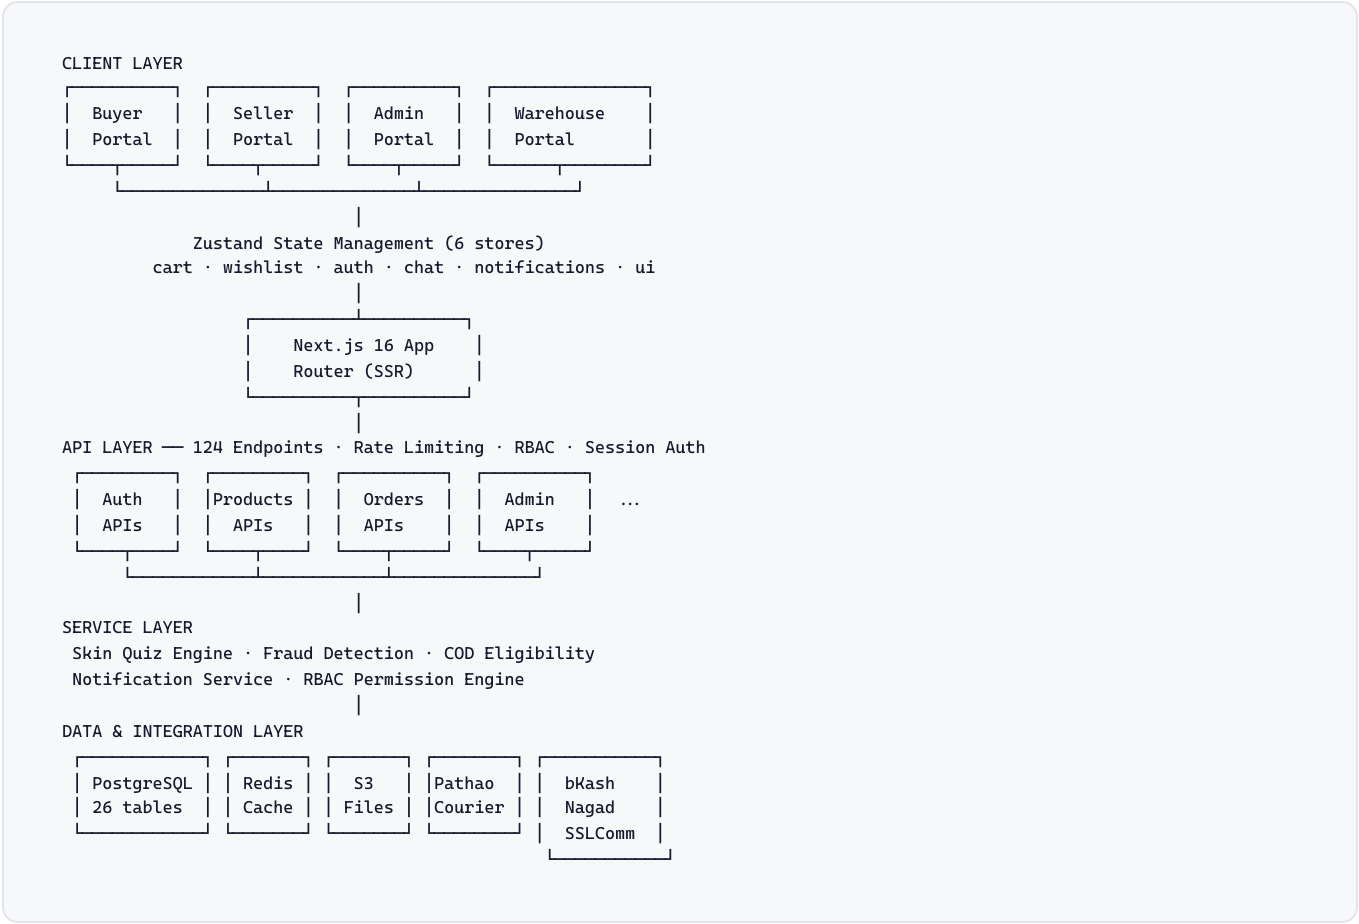 CLIENT LAYER
Buyer Seller Admin Warehouse
Portal Portal Portal Portal
Zustand State Management (6 stores)
cart · wishlist · auth · chat · notifications · ui
Next.js 16 App
Router (SSR)
API LAYER ── 124 Endpoints · Rate Limiting · RBAC · Session Auth
Auth Products Orders Admin ...
APIs APIs APIs APIs
SERVICE LAYER
Skin Quiz Engine · Fraud Detection · COD Eligibility
Notification Service · RBAC Permission Engine
DATA & INTEGRATION LAYER
PostgreSQL Redis S3 Pathao bKash
26 tables Cache Files Courier Nagad
SSLComm